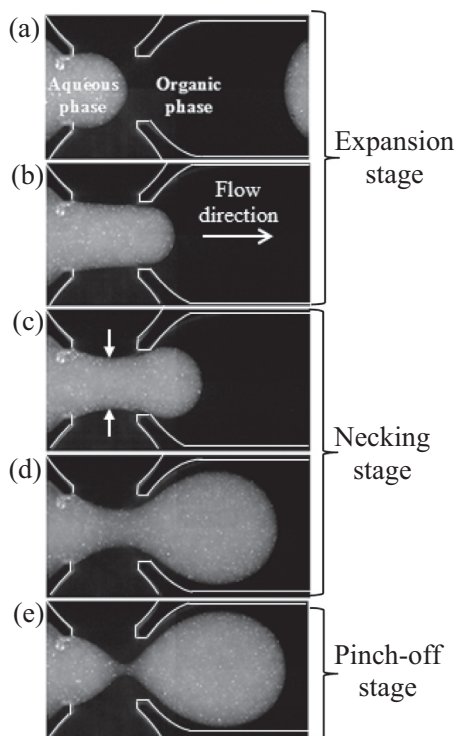 (a)
Aqueous
phase
Organic
phase
Expansion
stage
(b)
Flow
direction
(c)
Necking
stage
(d)
(e)
Pinch-off
stage